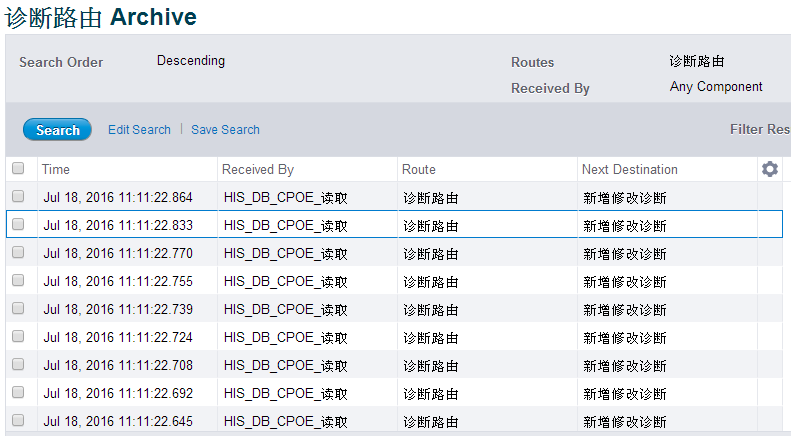 诊断路由 Archive
Search Order Descending Routes 诊断路由
Received By Any Component
Search Edit Search | Save Search Filter Res
Time Received By Route Next Destination
Jul 18, 2016 11:11:22.864 HIS_DB_CPOE_读取 诊断路由 新增修改诊断
Jul 18, 2016 11:11:22.833 HIS_DB_CPOE_读取 诊断路由 新增修改诊断
Jul 18, 2016 11:11:22.770 HIS_DB_CPOE_读取 诊断路由 新增修改诊断
Jul 18, 2016 11:11:22.755 HIS_DB_CPOE_读取 诊断路由 新增修改诊断
Jul 18, 2016 11:11:22.739 HIS_DB_CPOE_读取 诊断路由 新增修改诊断
Jul 18, 2016 11:11:22.724 HIS_DB_CPOE_读取 诊断路由 新增修改诊断
Jul 18, 2016 11:11:22.708 HIS_DB_CPOE_读取 诊断路由 新增修改诊断
Jul 18, 2016 11:11:22.692 HIS_DB_CPOE_读取 诊断路由 新增修改诊断
Jul 18, 2016 11:11:22.645 HIS_DB_CPOE_读取 诊断路由 新增修改诊断